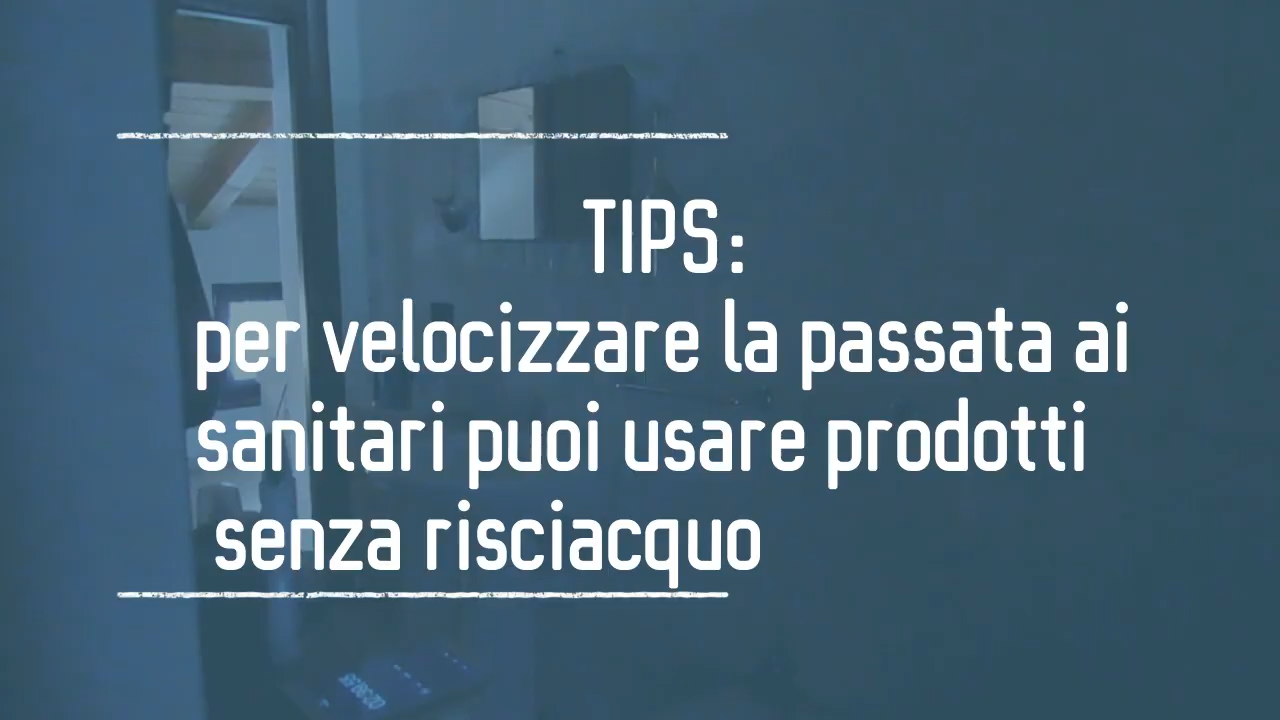 TIPS:
per velocizzare la passata ai
sanitari puoi usare prodotti
senza risciacquo